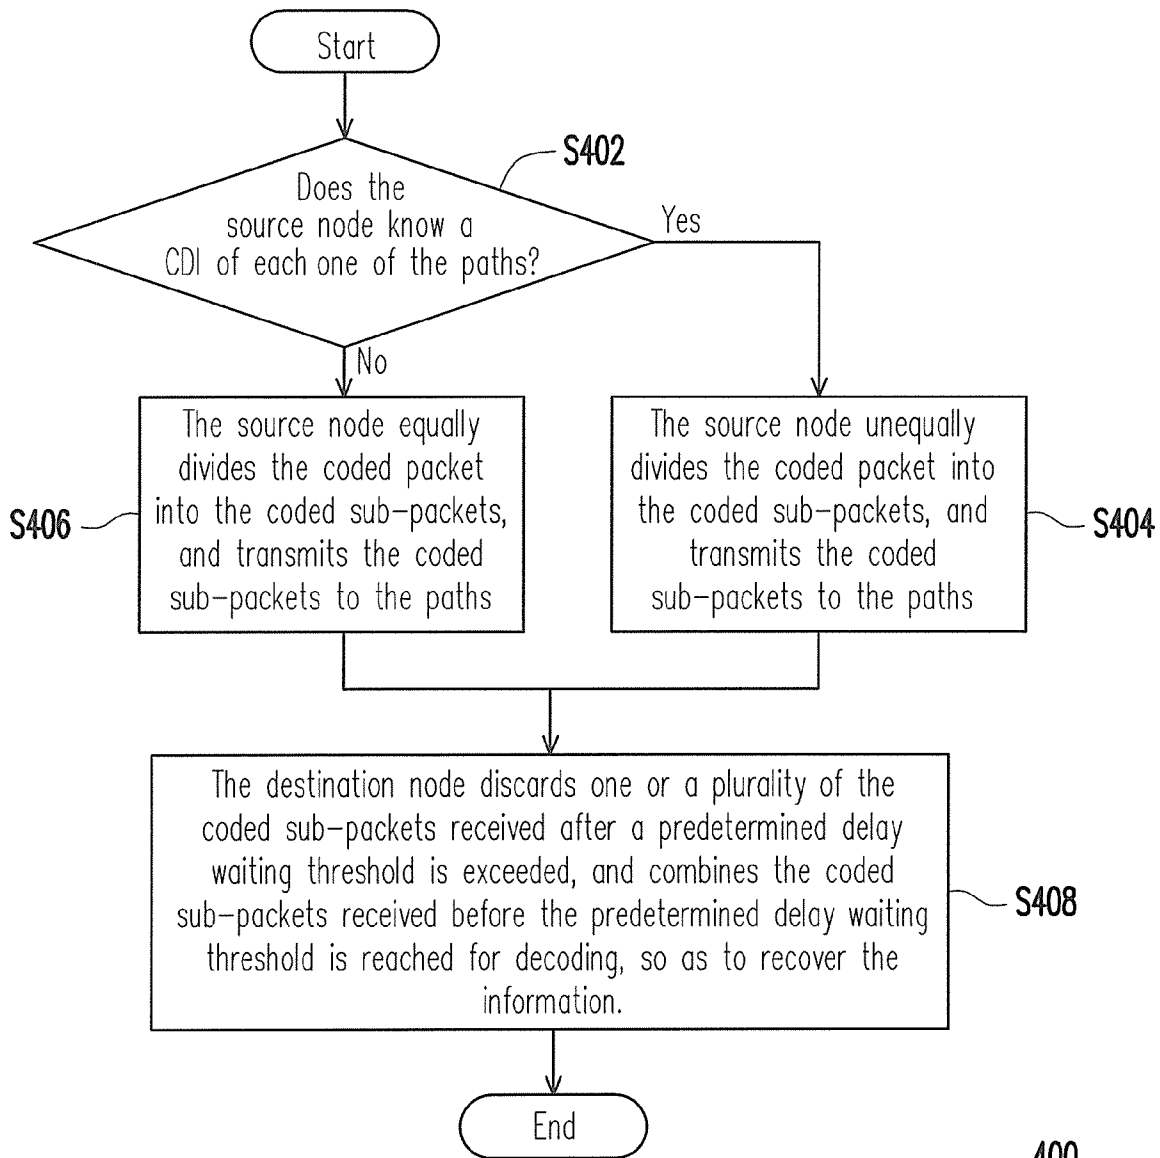 Start
S402
Does the
source node know a
CDI of each one of the paths?
Yes
No
The source node equally
divides the coded packet
into the coded sub-packets,
and transmits the coded
sub-packets to the paths
S406
The source node unequally
divides the coded packet into
the coded sub-packets, and
transmits the coded
sub-packets to the paths
S404
The destination node discards one or a plurality of the
coded sub-packets received after a predetermined delay
waiting threshold is exceeded, and combines the coded
sub-packets received before the predetermined delay waiting
threshold is reached for decoding, so as to recover the
information.
S408
End
400